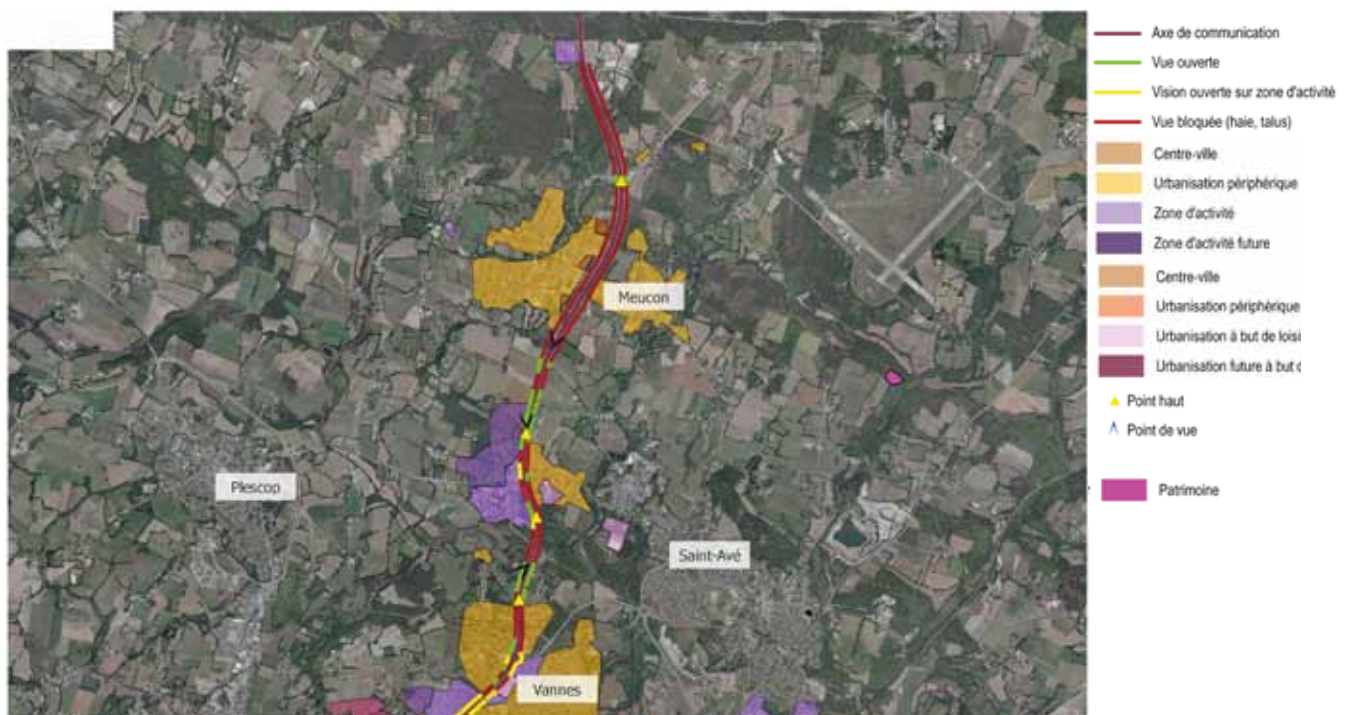 Meucon
Plescop
Saint-Avé
Vannes
Axe de communication
Vue ouverte
Vision ouverte sur zone d'activité
Vue bloquée (haie, talus)
Centre-ville
Urbanisation périphérique
Zone d'activité
Zone d'activité future
Centre-ville
Urbanisation périphérique
Urbanisation à but de loisi
Urbanisation future à but d
Point haut
Point de vue
Patrimoine